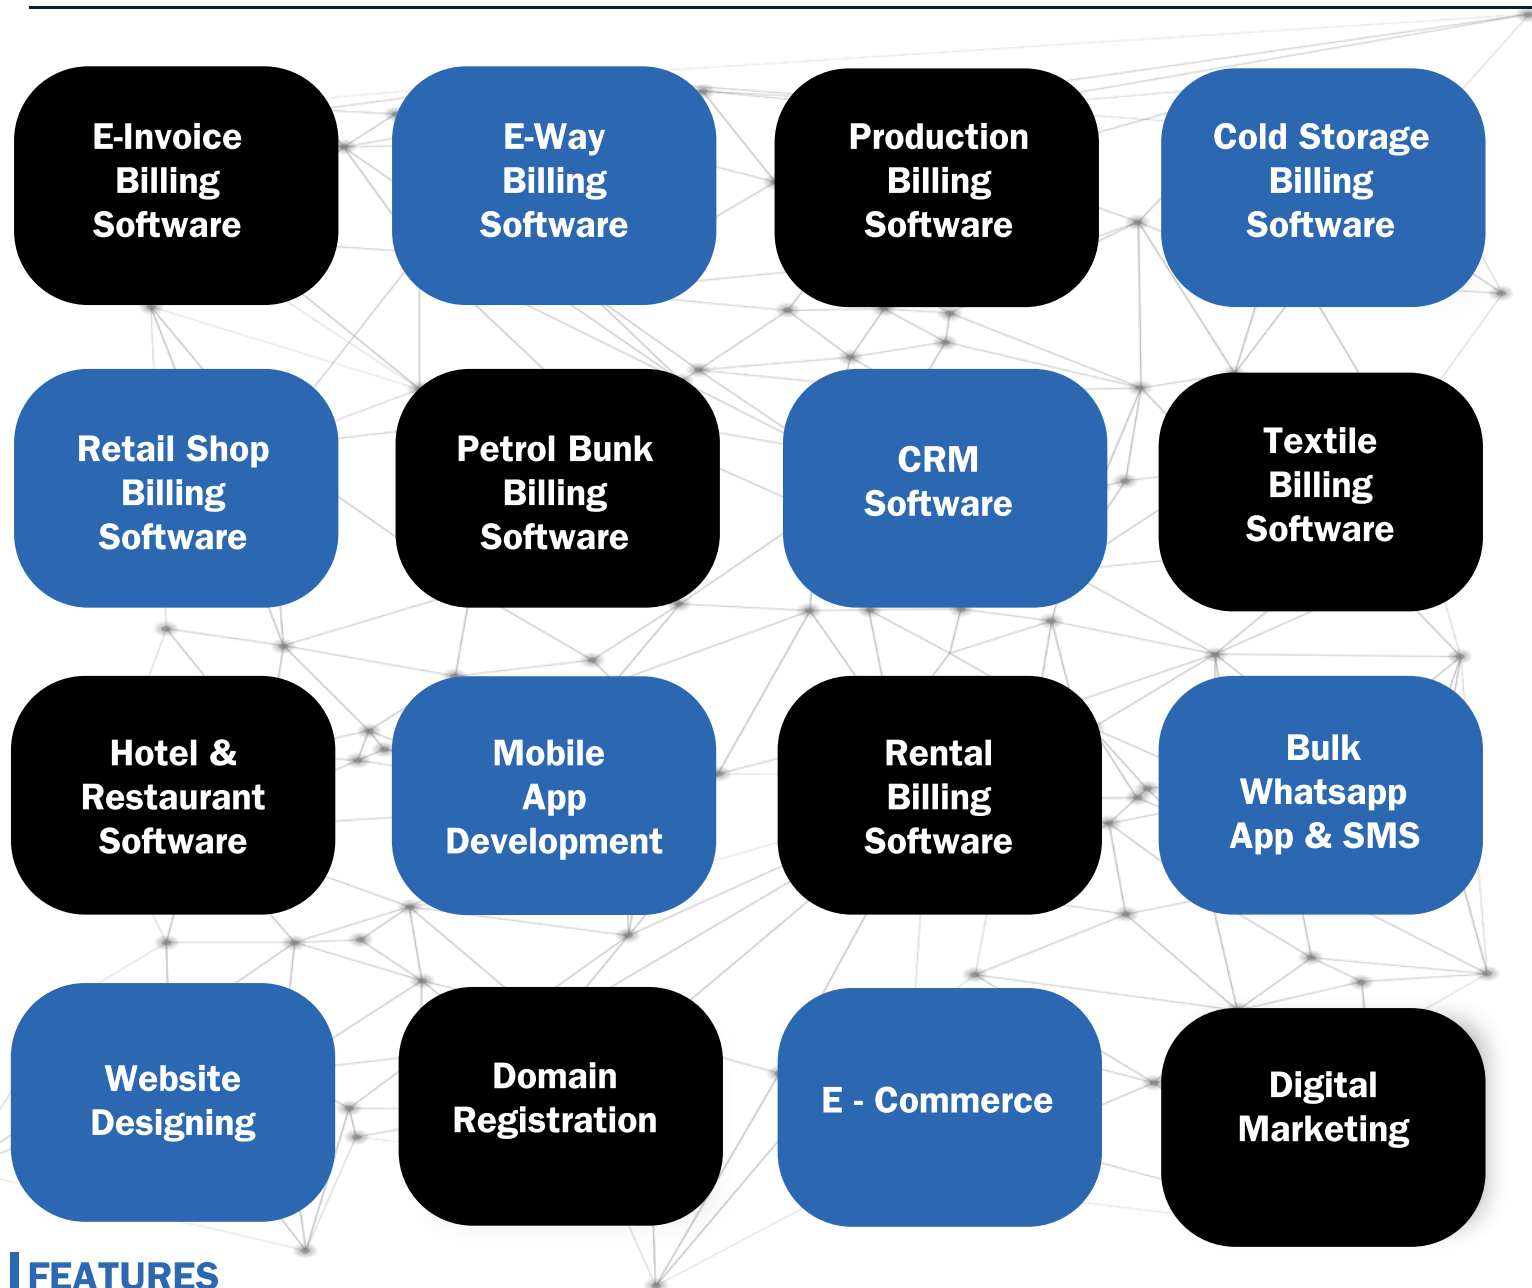 E-Invoice
Billing
Software
E-Way
Billing
Software
Production
Billing
Software
Cold Storage
Billing
Software
Retail Shop
Billing
Software
Petrol Bunk
Billing
Software
CRM
Software
Textile
Billing
Software
Hotel &
Restaurant
Software
Mobile
App
Development
Rental
Billing
Software
Bulk
Whatsapp
App & SMS
Website
Designing
Domain
Registration
E - Commerce
Digital
Marketing
FEATURES